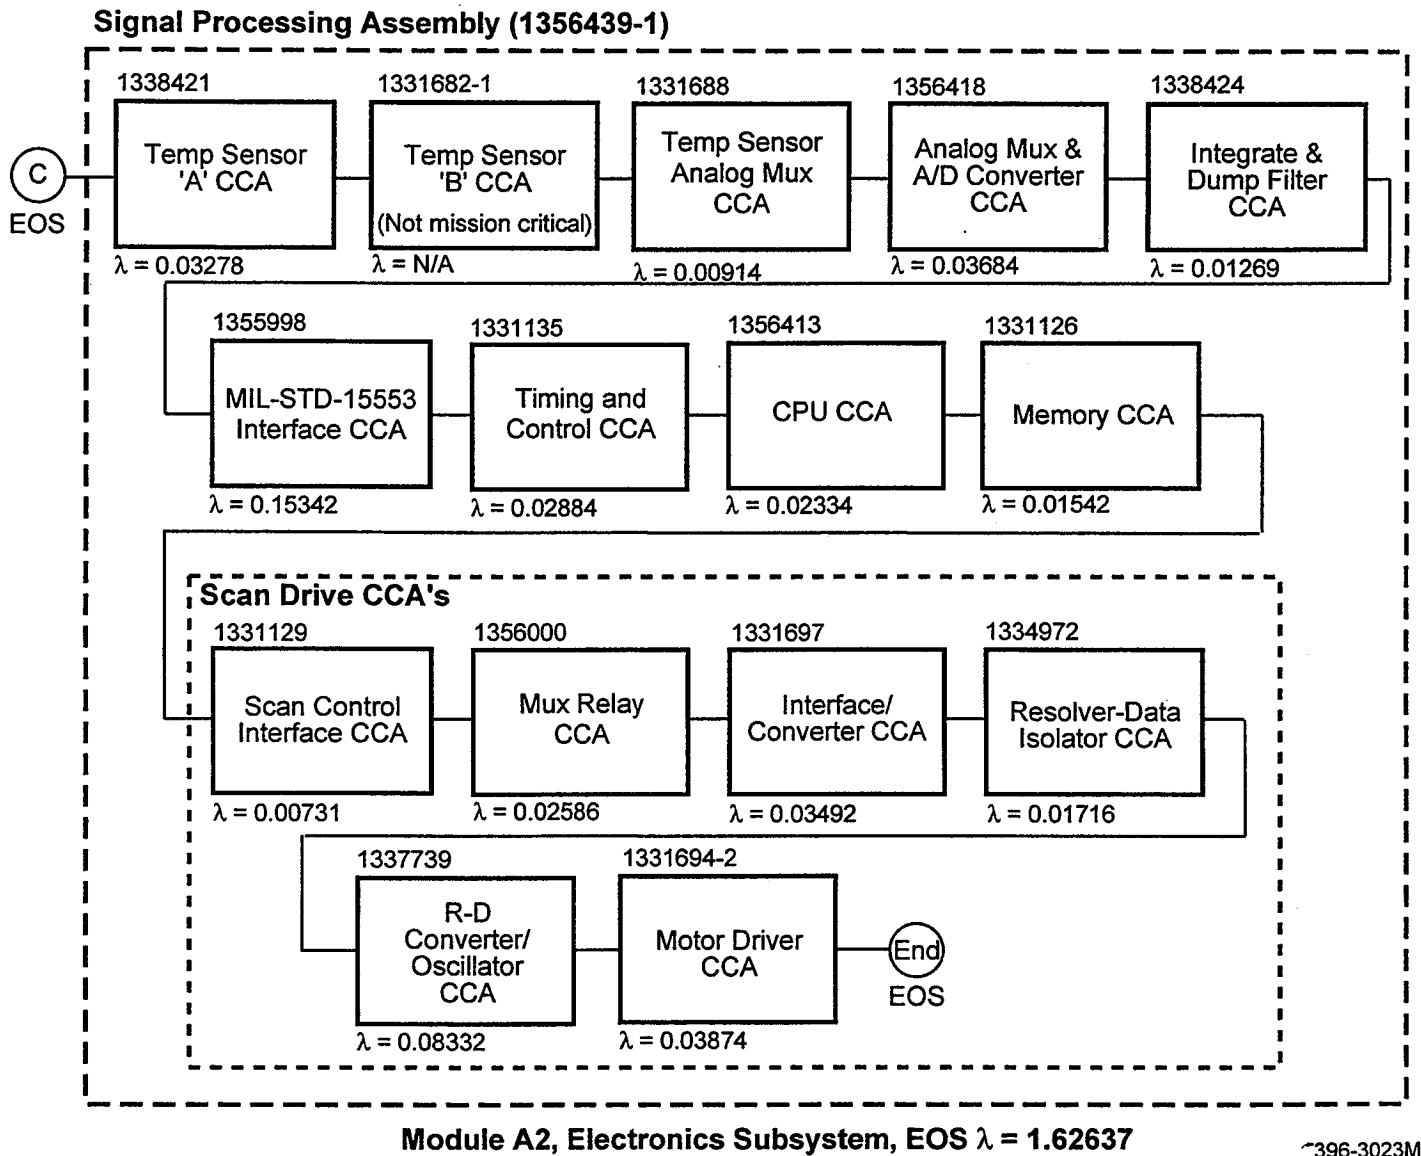 Signal Processing Assembly (1356439-1)
1338421
1331682-1
1331688
1356418
1338424
C
EOS
Temp Sensor
'A' CCA
Temp Sensor
'B' CCA
(Not mission critical)
Temp Sensor
Analog Mux
CCA
Analog Mux &
A/D Converter
CCA
Integrate &
Dump Filter
CCA
λ = 0.03278
λ = N/A
λ = 0.00914
λ = 0.03684
λ = 0.01269
1355998
1331135
1356413
1331126
MIL-STD-15553
Interface CCA
Timing and
Control CCA
CPU CCA
Memory CCA
λ = 0.15342
λ = 0.02884
λ = 0.02334
λ = 0.01542
Scan Drive CCA's
1331129
1356000
1331697
1334972
Scan Control
Interface CCA
Mux Relay
CCA
Interface/
Converter CCA
Resolver-Data
Isolator CCA
λ = 0.00731
λ = 0.02586
λ = 0.03492
λ = 0.01716
1337739
1331694-2
R-D
Converter/
Oscillator
CCA
Motor Driver
CCA
End
EOS
λ = 0.08332
λ = 0.03874
Module A2, Electronics Subsystem, EOS λ = 1.62637
396-3023M